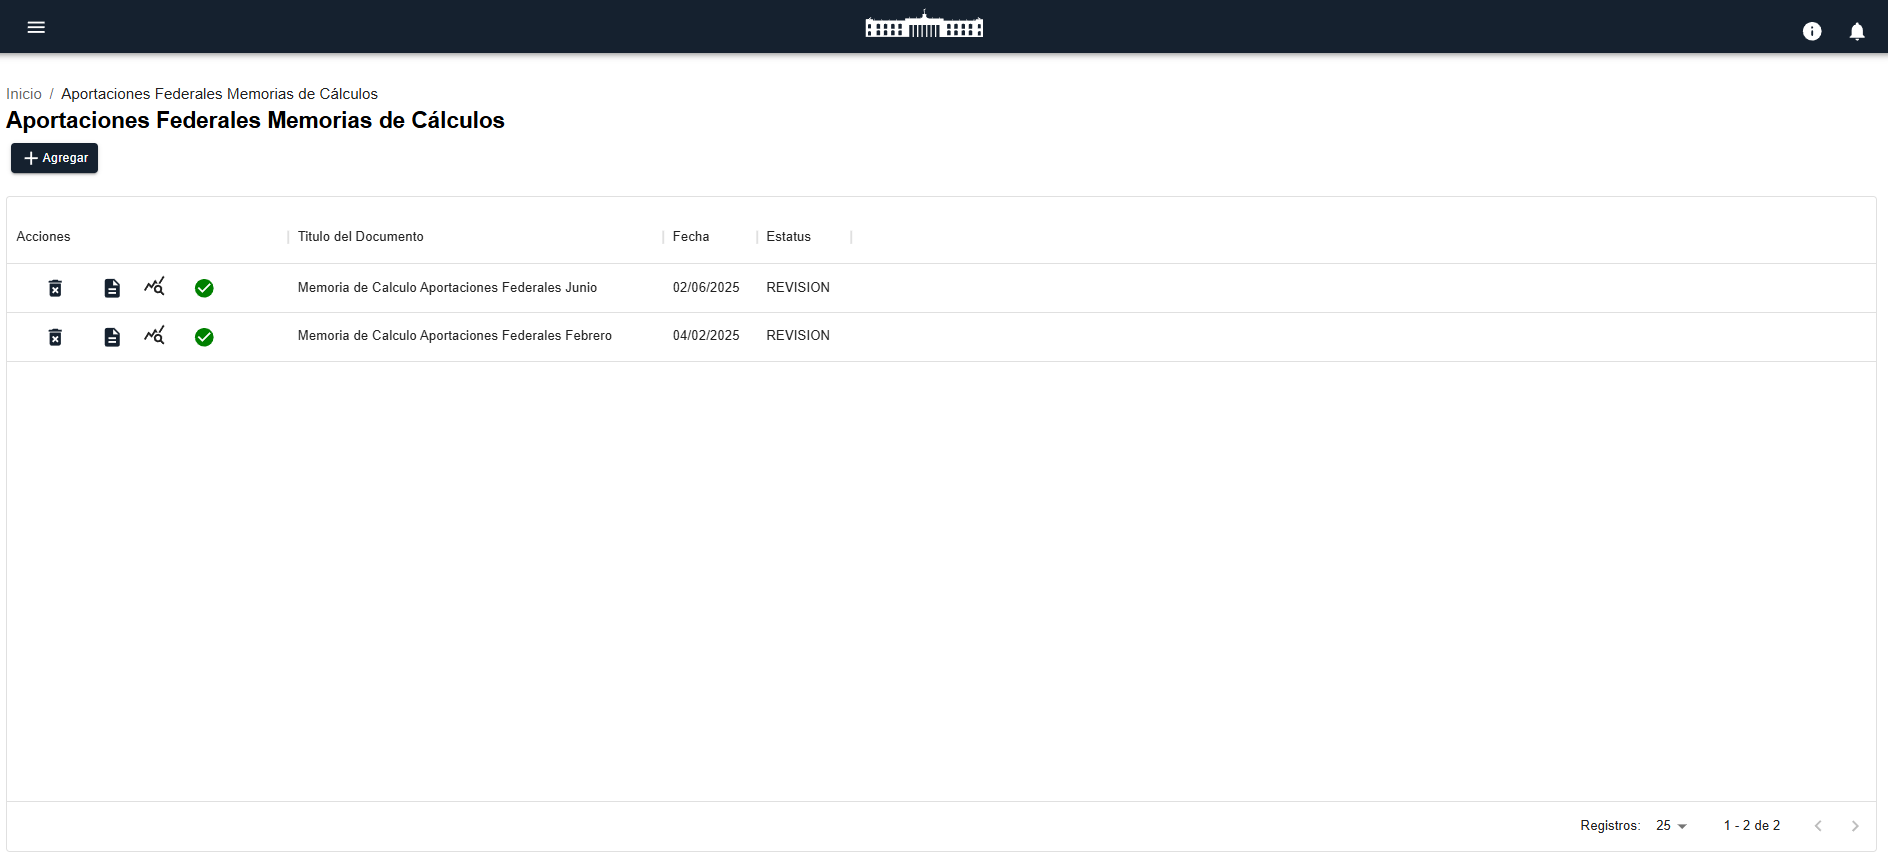 Inicio / Aportaciones Federales Memorias de Cálculos
Aportaciones Federales Memorias de Cálculos
Agregar
Acciones Titulo del Documento Fecha Estatus
Memoria de Calculo Aportaciones Federales Junio 02/06/2025 REVISION
Memoria de Calculo Aportaciones Federales Febrero 04/02/2025 REVISION
Registros: 25 1 - 2 de 2